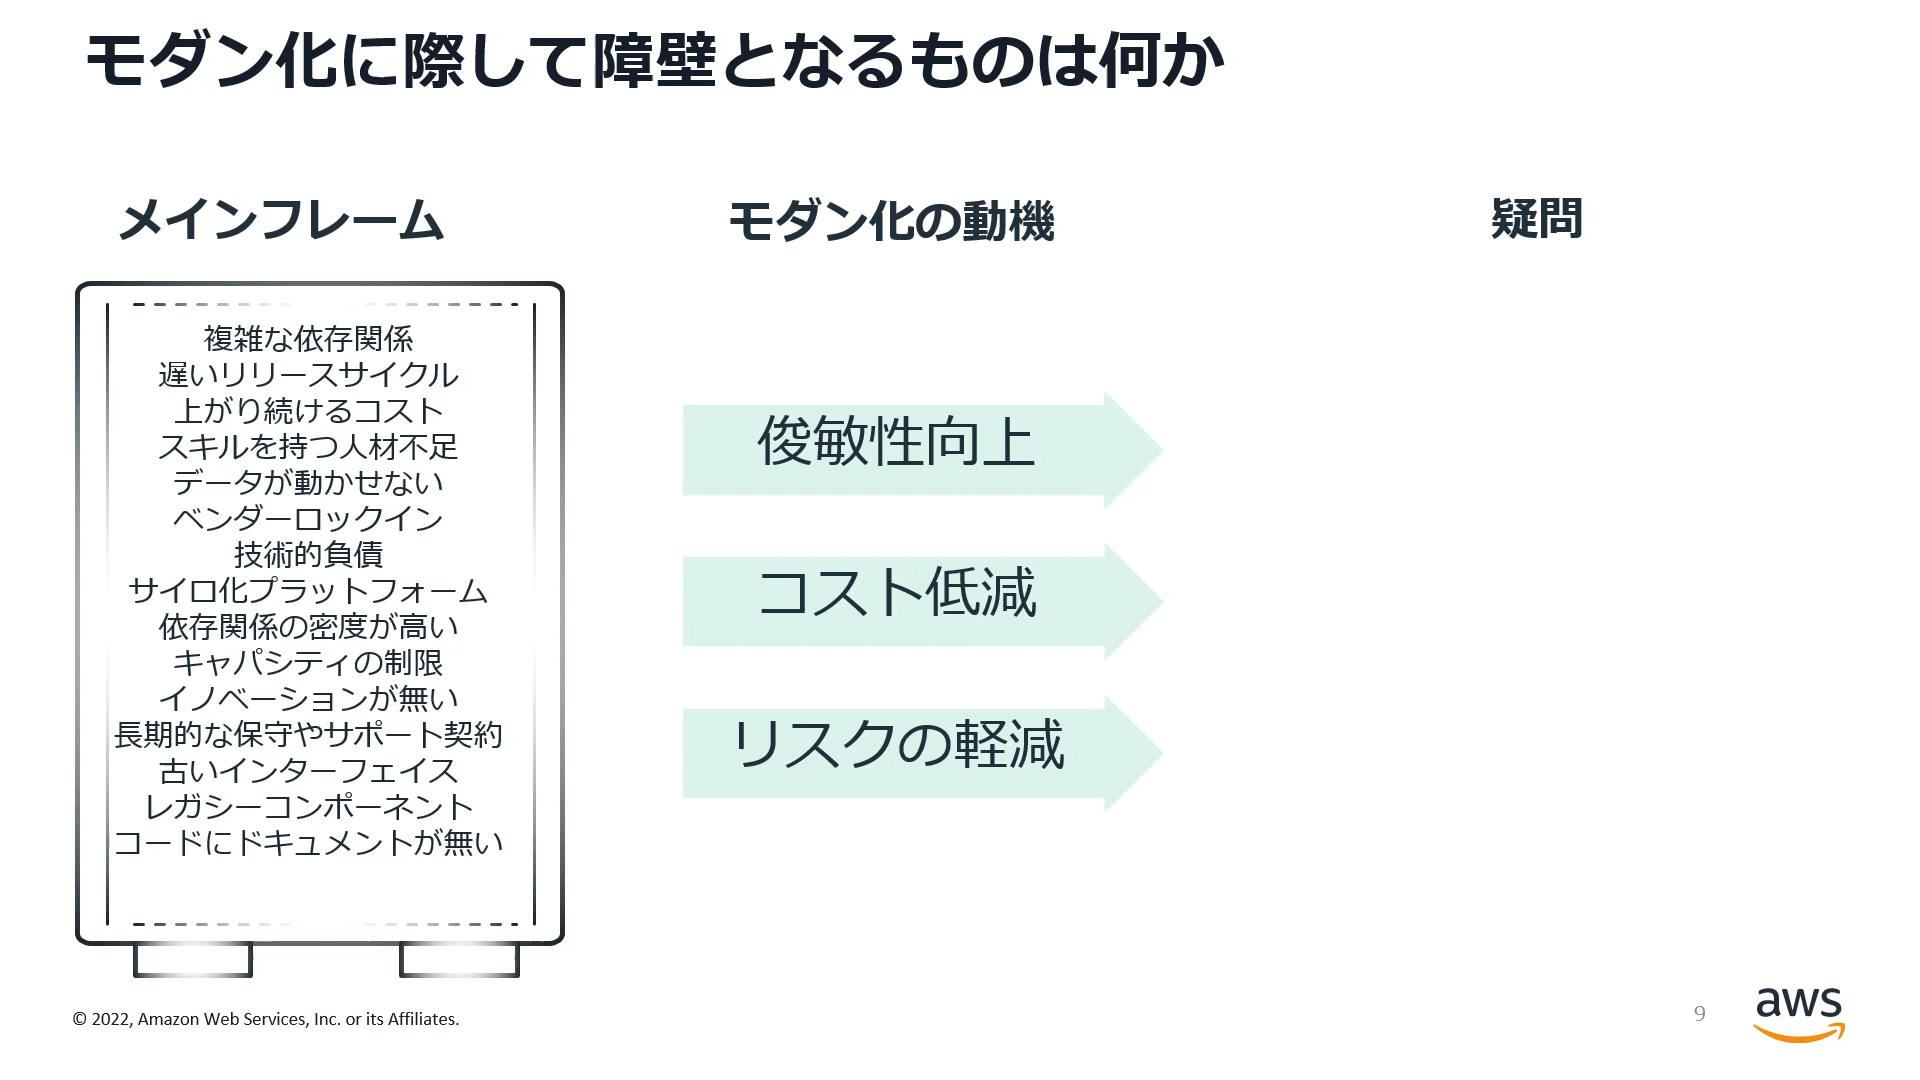 モダン化に際して障壁となるものは何か
メインフレーム
複雑な依存関係
遅いリリースサイクル
上がり続けるコスト
スキルを持つ人材不足
データが動かせない
ベンダーロックイン
技術的負債
サイロ化プラットフォーム
依存関係の密度が高い
キャパシティの制限
イノベーションが無い
長期的な保守やサポート契約
古いインターフェイス
レガシーコンポーネント
コードにドキュメントが無い
モダン化の動機
俊敏性向上
コスト低減
リスクの軽減
疑問
© 2022, Amazon Web Services, Inc. or its Affiliates.
9
aws